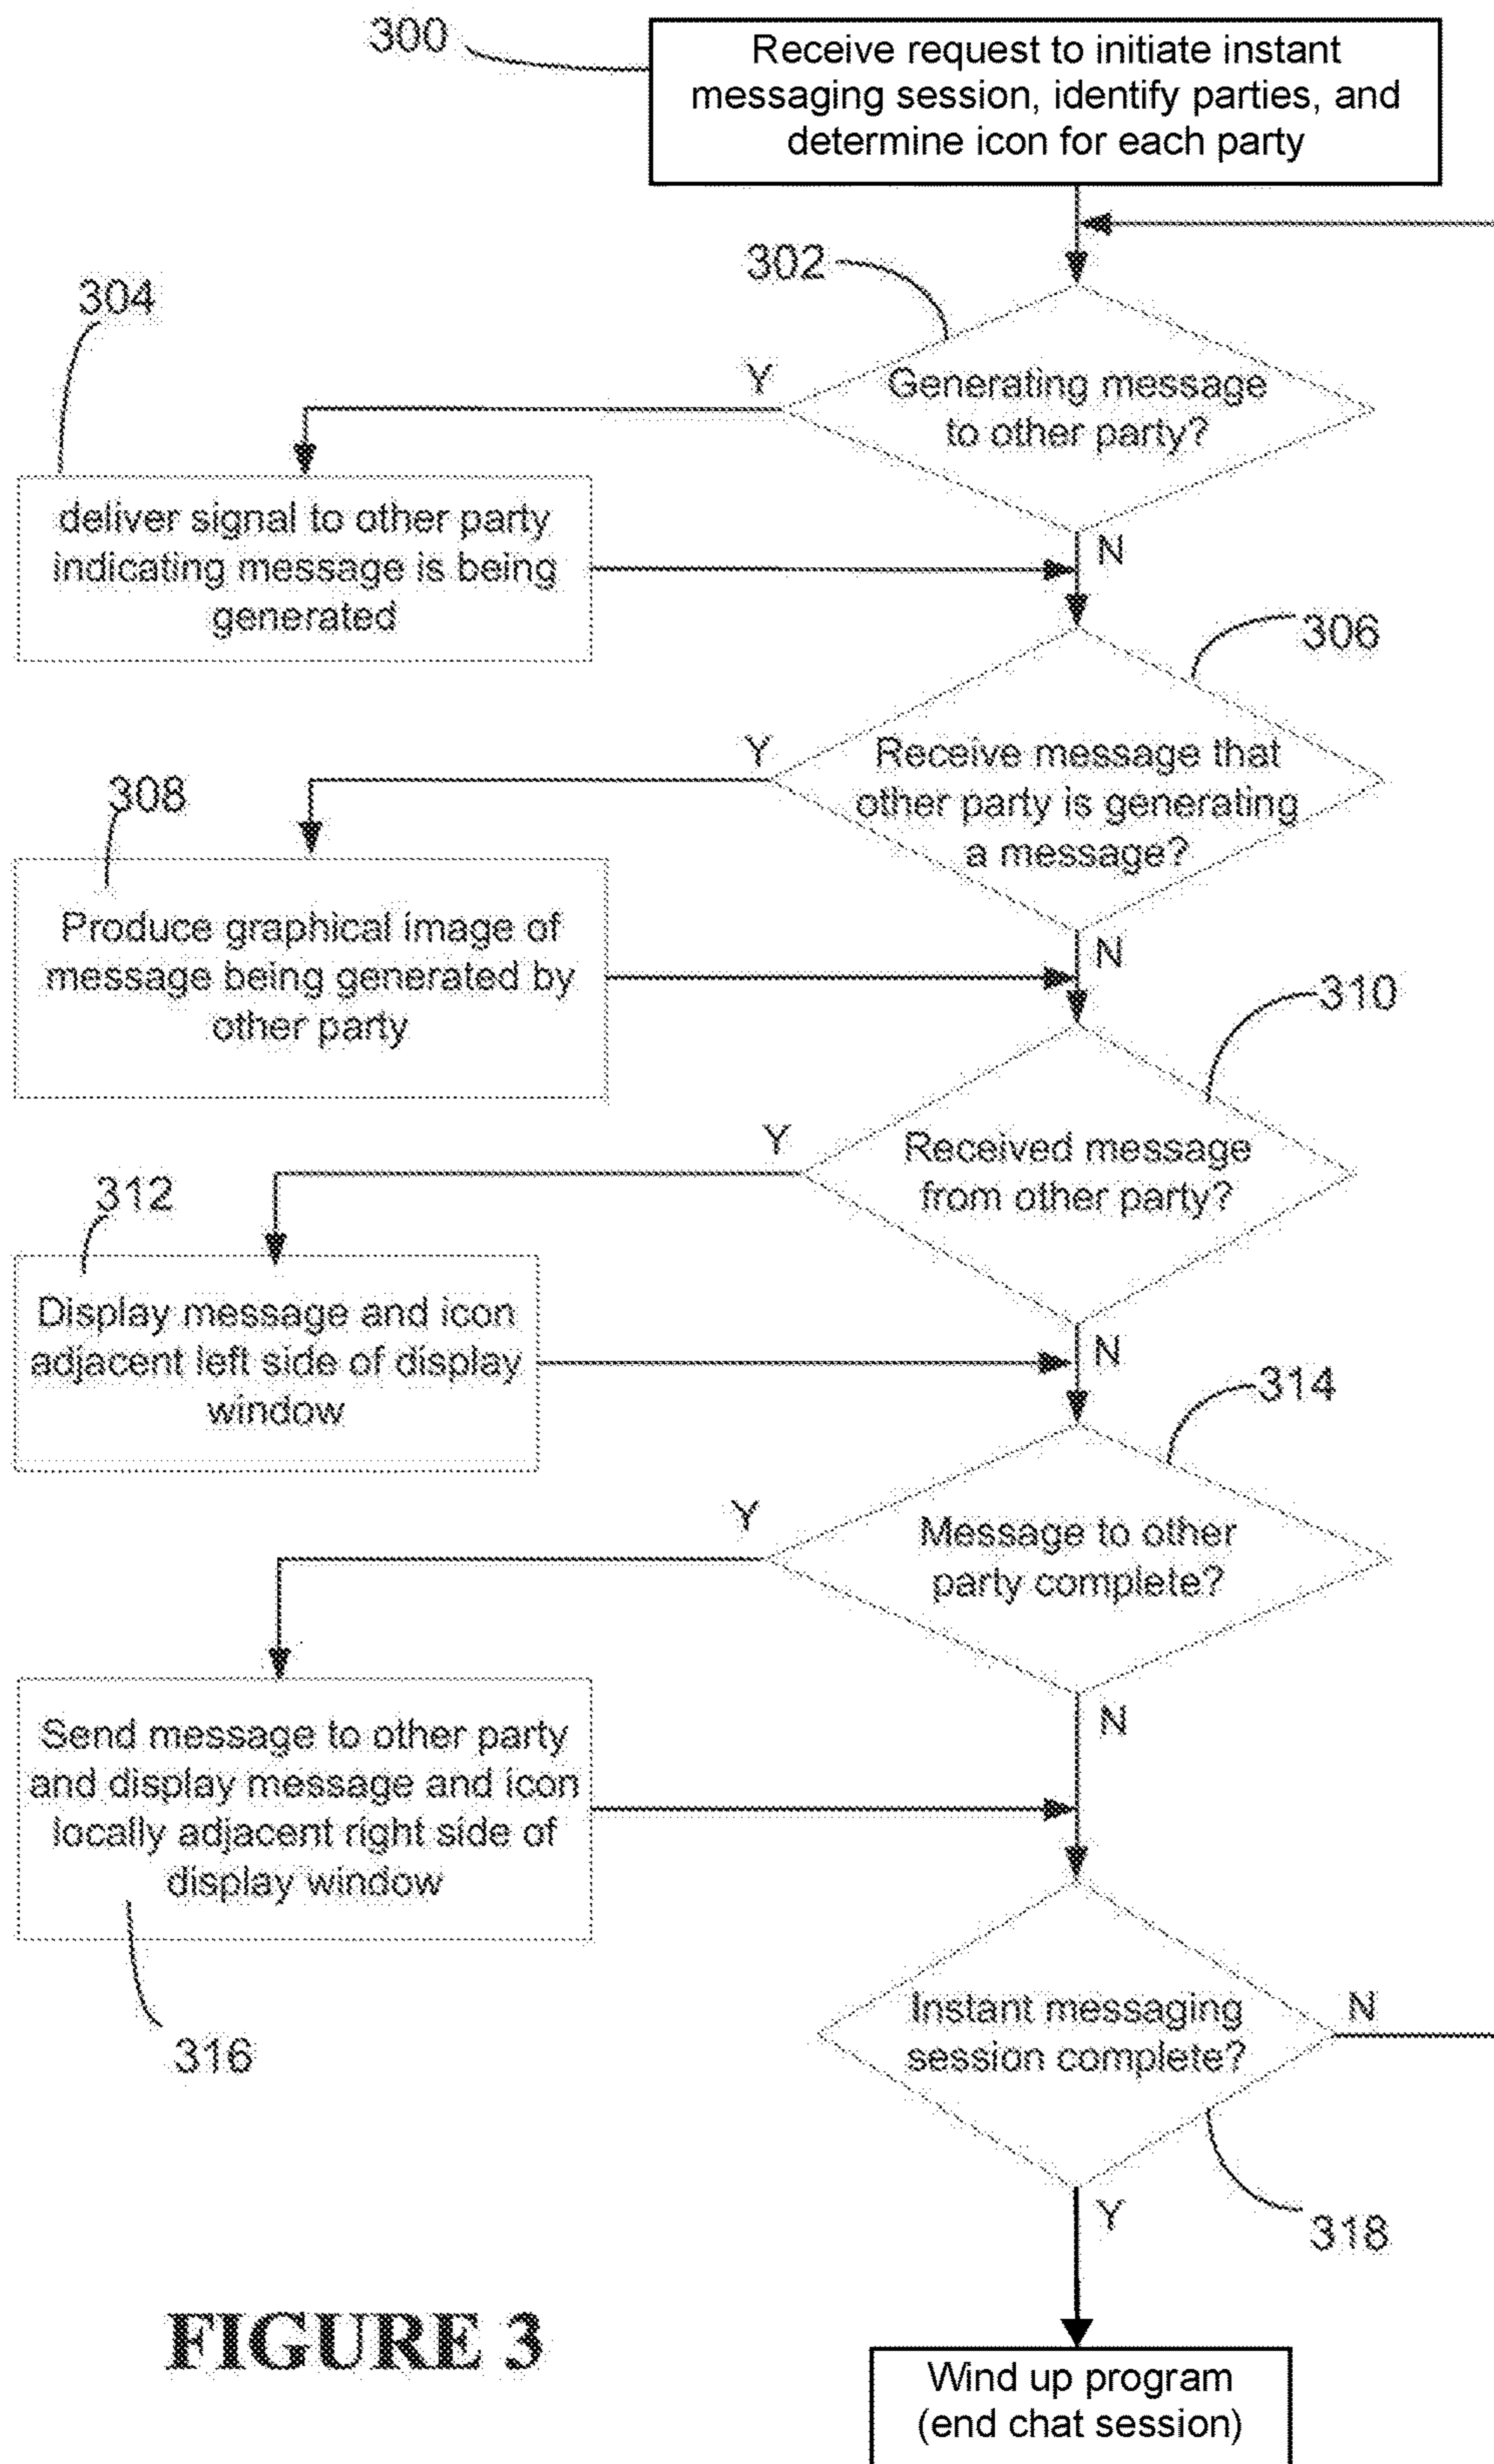 300
Receive request to initiate instant
messaging session, identify parties, and
determine icon for each party
302
304
Y
Generating message
to other party?
deliver signal to other party
indicating message is being
generated
N
306
Y
Receive message that
other party is generating
a message?
308
Produce graphical image of
message being generated by
other party
N
310
Y
Received message
from other party?
312
Display message and icon
adjacent left side of display
window
N
314
Y
Message to other
party complete?
Send message to other party
and display message and icon
locally adjacent right side of
display window
N
316
Instant messaging
session complete?
N
318
Y
FIGURE 3
Wind up program
(end chat session)